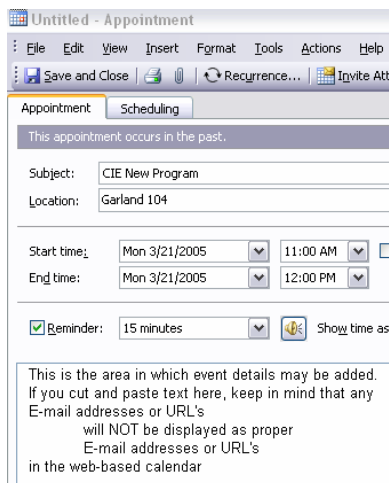 Untitled - Appointment
File Edit View Insert Format Tools Actions Help
Save and Close Recurrence... Invite Att
Appointment Scheduling
This appointment occurs in the past.
Subject: CIE New Program
Location: Garland 104
Start time: Mon 3/21/2005 11:00 AM
End time: Mon 3/21/2005 12:00 PM
Reminder: 15 minutes Show time as
This is the area in which event details may be added.
If you cut and paste text here, keep in mind that any
E-mail addresses or URL's
will NOT be displayed as proper
E-mail addresses or URL's
in the web-based calendar